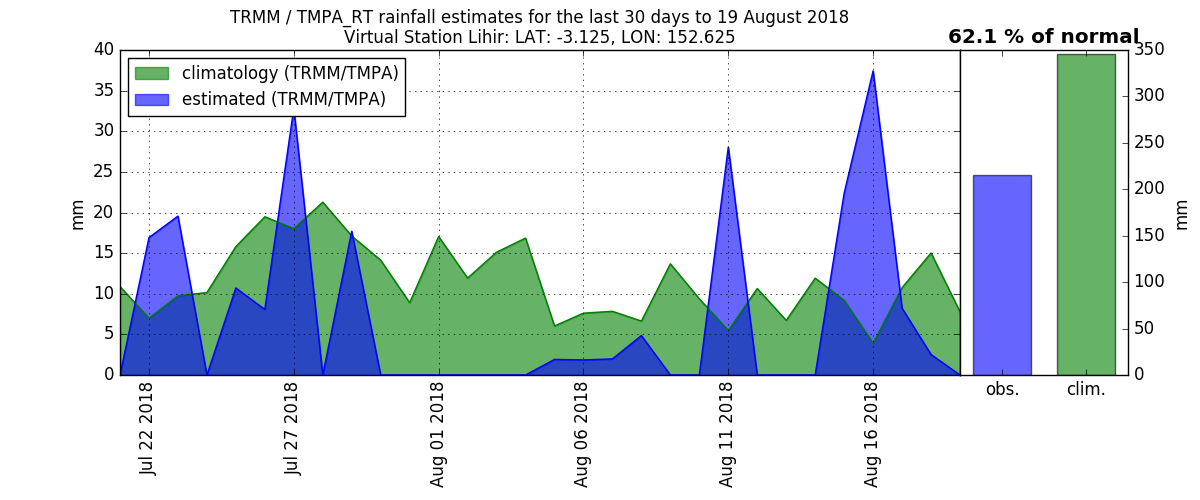 TRMM / TMPA_RT rainfall estimates for the last 30 days to 19 August 2018
Virtual Station Lihir: LAT: -3.125, LON: 152.625
62.1 % of normal
climatology (TRMM/TMPA)
estimated (TRMM/TMPA)
40
35
30
25
20
15
10
5
0
mm
350
300
250
200
150
100
50
0
mm
Jul 22 2018
Jul 27 2018
Aug 01 2018
Aug 06 2018
Aug 11 2018
Aug 16 2018
obs.
clim.